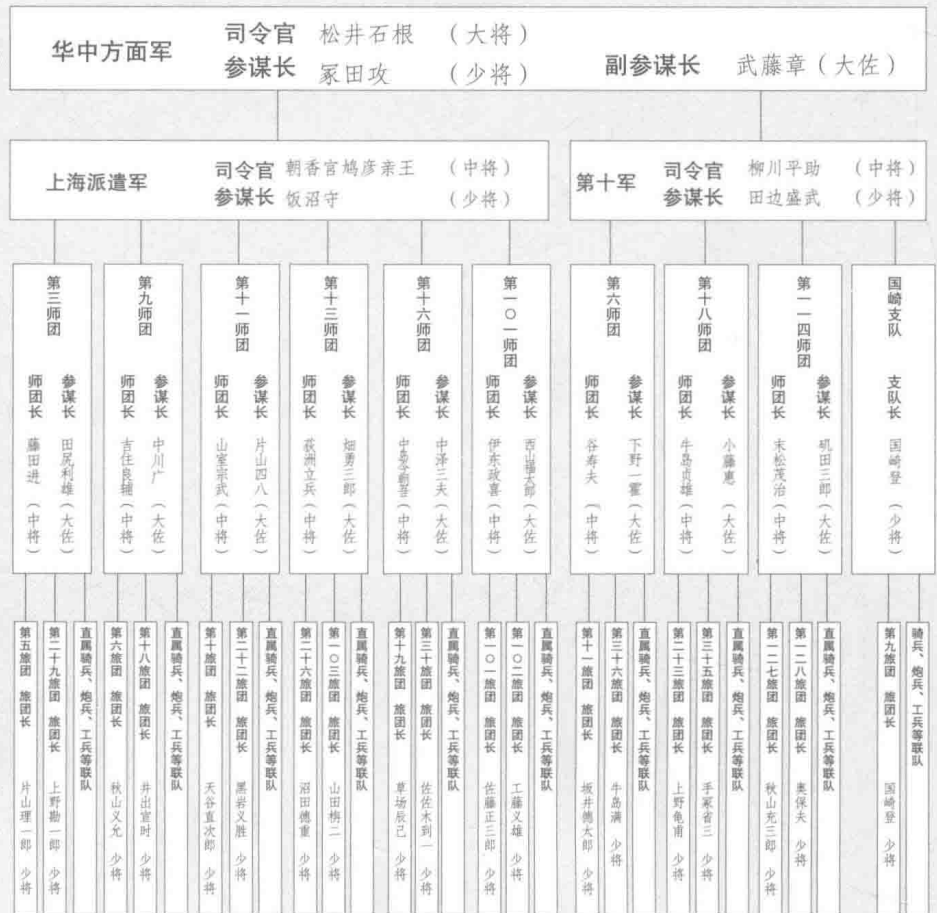 华中方面军
司令官 松井石根 （大将）
参谋长 冢田攻 （少将）
副参谋长 武藤章（大佐）
上海派遣军
司令官 朝香宫鸠彦亲王 （中将）
参谋长 饭沼守 （少将）
第十军
司令官 柳川平助 （中将）
参谋长 田边盛武 （少将）
第三师团
师团长 藤田进 （中将）
参谋长 田尻利雄（大佐）
第九师团
师团长 吉住良辅（中将）
参谋长 中川广 （大佐）
第十一师团
师团长 山室宗武（中将）
参谋长 片山四八（大佐）
第十三师团
师团长 荻洲立兵（中将）
参谋长 畑勇三郎（大佐）
第十六师团
师团长 中岛今朝吾（中将）
参谋长 中泽三夫（大佐）
第一〇一师团
师团长 伊东政喜（中将）
参谋长 西山福太郎（大佐）
第六师团
师团长 谷寿夫 （中将）
参谋长 下野一霍（大佐）
第十八师团
师团长 牛岛贞雄（中将）
参谋长 小藤惠 （大佐）
第一一四师团
师团长 末松茂治（中将）
参谋长 矶田三郎（大佐）
国崎支队
支队长 国崎登 （少将）
第五旅团 旅团长 片山理一郎 少将
第二十九旅团 旅团长 上野勘一郎 少将
直属骑兵、炮兵、工兵等联队
第六旅团 旅团长 秋山义允 少将
第十八旅团 旅团长 井出宣时 少将
直属骑兵、炮兵、工兵等联队
第十旅团 旅团长 天谷直次郎 少将
第二十二旅团 旅团长 黑岩义胜 少将
直属骑兵、炮兵、工兵等联队
第二十六旅团 旅团长 沼田德重 少将
第一〇三旅团 旅团长 山田栴二 少将
直属骑兵、炮兵、工兵等联队
第十九旅团 旅团长 草场辰己 少将
第三十旅团 旅团长 佐佐木到一 少将
直属骑兵、炮兵、工兵等联队
第一〇一旅团 旅团长 佐藤正三郎 少将
第一〇二旅团 旅团长 工藤义雄 少将
直属骑兵、炮兵、工兵等联队
第十一旅团 旅团长 坂井德太郎 少将
第三十六旅团 旅团长 牛岛满 少将
直属骑兵、炮兵、工兵等联队
第二十三旅团 旅团长 上野龟甫 少将
第三十五旅团 旅团长 手冢省三 少将
直属骑兵、炮兵、工兵等联队
第一二七旅团 旅团长 秋山充三郎 少将
第一二八旅团 旅团长 奥保夫 少将
直属骑兵、炮兵、工兵等联队
第九旅团 旅团长 国崎登 少将
骑兵、炮兵、工兵等联队